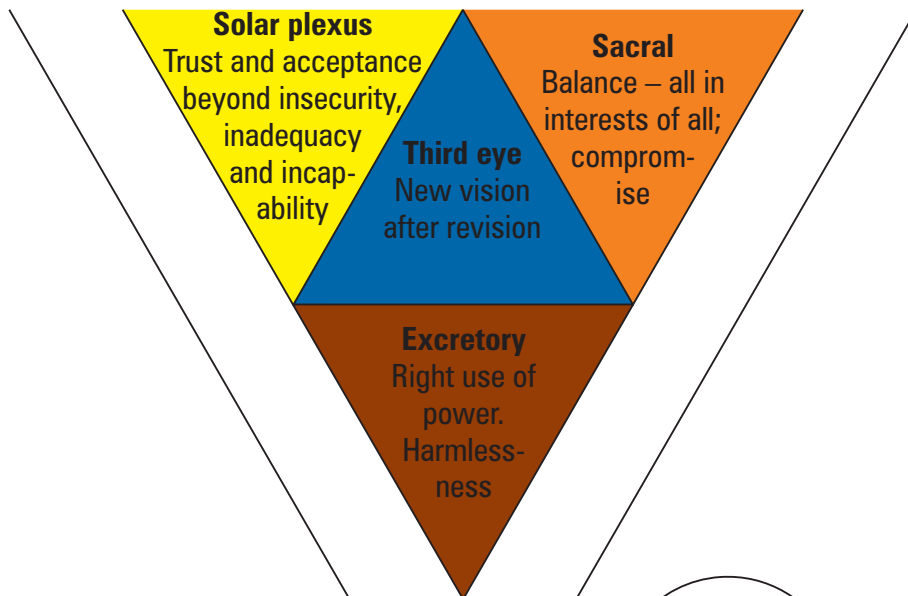 Solar plexus
Trust and acceptance
beyond insecurity,
inadequacy
and incap-
ability
Sacral
Balance – all in
interests of all;
comprom-
ise
Third eye
New vision
after revision
Excretory
Right use of
power.
Harmless-
ness